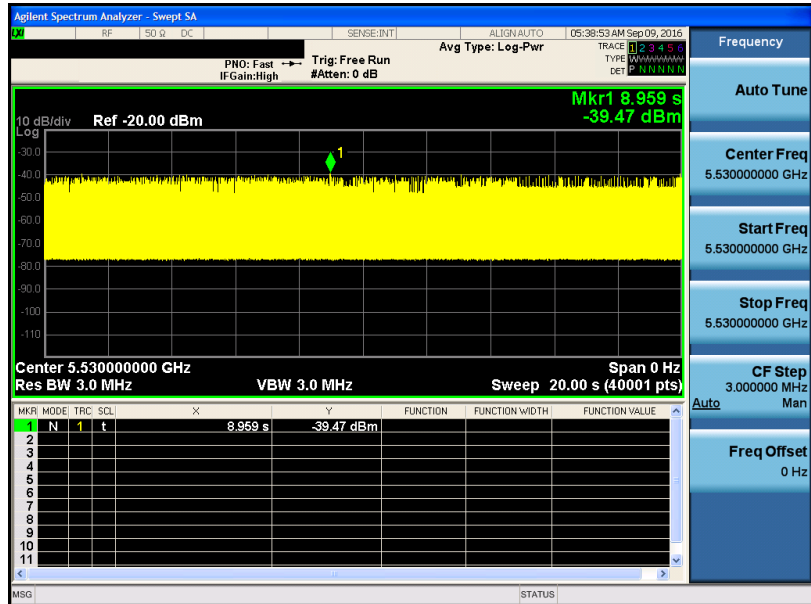 Agilent Spectrum Analyzer - Swept SA
LXI RF 50 Ω DC SENSE:INT ALIGN AUTO 05:38:53 AM Sep 09, 2016
Avg Type: Log-Pwr
TRACE 1 2 3 4 5 6
TYPE
DET P N N N N N
PNO: Fast
IFGain:High
Trig: Free Run
#Atten: 0 dB
Mkr1 8.959 s
-39.47 dBm
10 dB/div Ref -20.00 dBm
Log
1
-30.0
-40.0
-50.0
-60.0
-70.0
-80.0
-90.0
-100
-110
Center 5.530000000 GHz Span 0 Hz
Res BW 3.0 MHz VBW 3.0 MHz Sweep 20.00 s (40001 pts)
MKR MODE TRC SCL X Y FUNCTION FUNCTION WIDTH FUNCTION VALUE
1 N 1 t 8.959 s -39.47 dBm
2
3
4
5
6
7
8
9
10
11
MSG STATUS
Frequency
Auto Tune
Center Freq
5.530000000 GHz
Start Freq
5.530000000 GHz
Stop Freq
5.530000000 GHz
CF Step
3.000000 MHz
Auto Man
Freq Offset
0 Hz